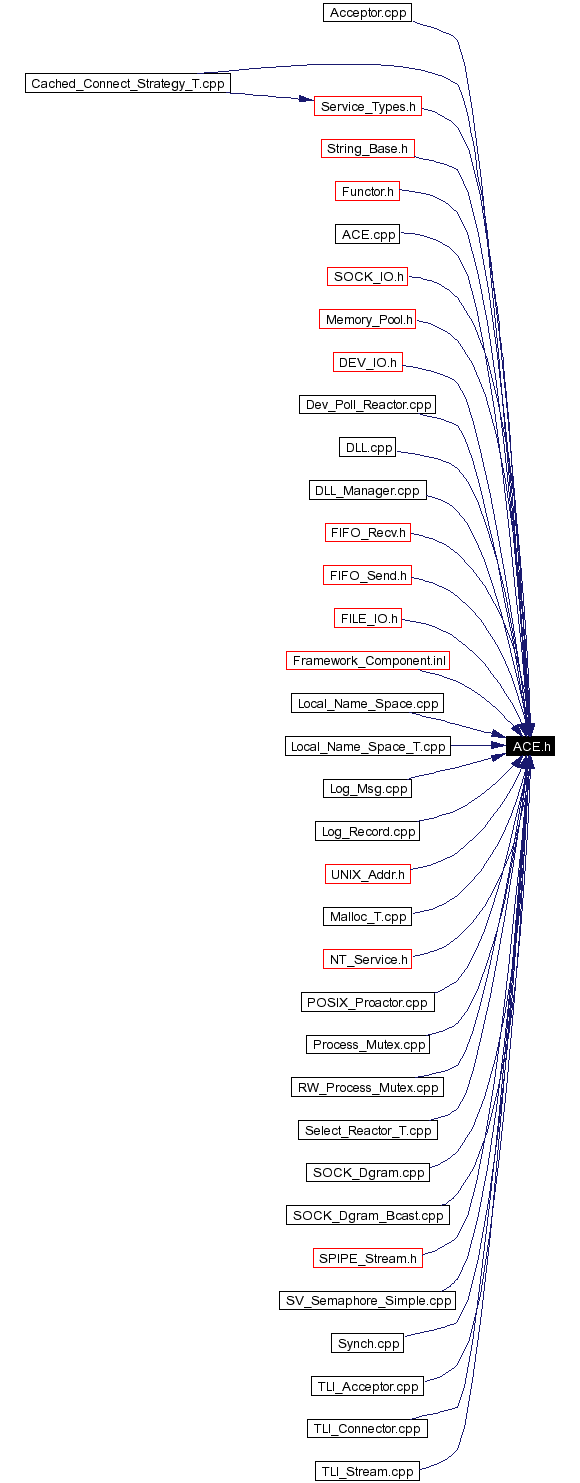 Acceptor.cpp
Cached_Connect_Strategy_T.cpp
Service_Types.h
String_Base.h
Functor.h
ACE.cpp
SOCK_IO.h
Memory_Pool.h
DEV_IO.h
Dev_Poll_Reactor.cpp
DLL.cpp
DLL_Manager.cpp
FIFO_Recv.h
FIFO_Send.h
FILE_IO.h
Framework_Component.inl
Local_Name_Space.cpp
Local_Name_Space_T.cpp
ACE.h
Log_Msg.cpp
Log_Record.cpp
UNIX_Addr.h
Malloc_T.cpp
NT_Service.h
POSIX_Proactor.cpp
Process_Mutex.cpp
RW_Process_Mutex.cpp
Select_Reactor_T.cpp
SOCK_Dgram.cpp
SOCK_Dgram_Bcast.cpp
SPIPE_Stream.h
SV_Semaphore_Simple.cpp
Synch.cpp
TLI_Acceptor.cpp
TLI_Connector.cpp
TLI_Stream.cpp